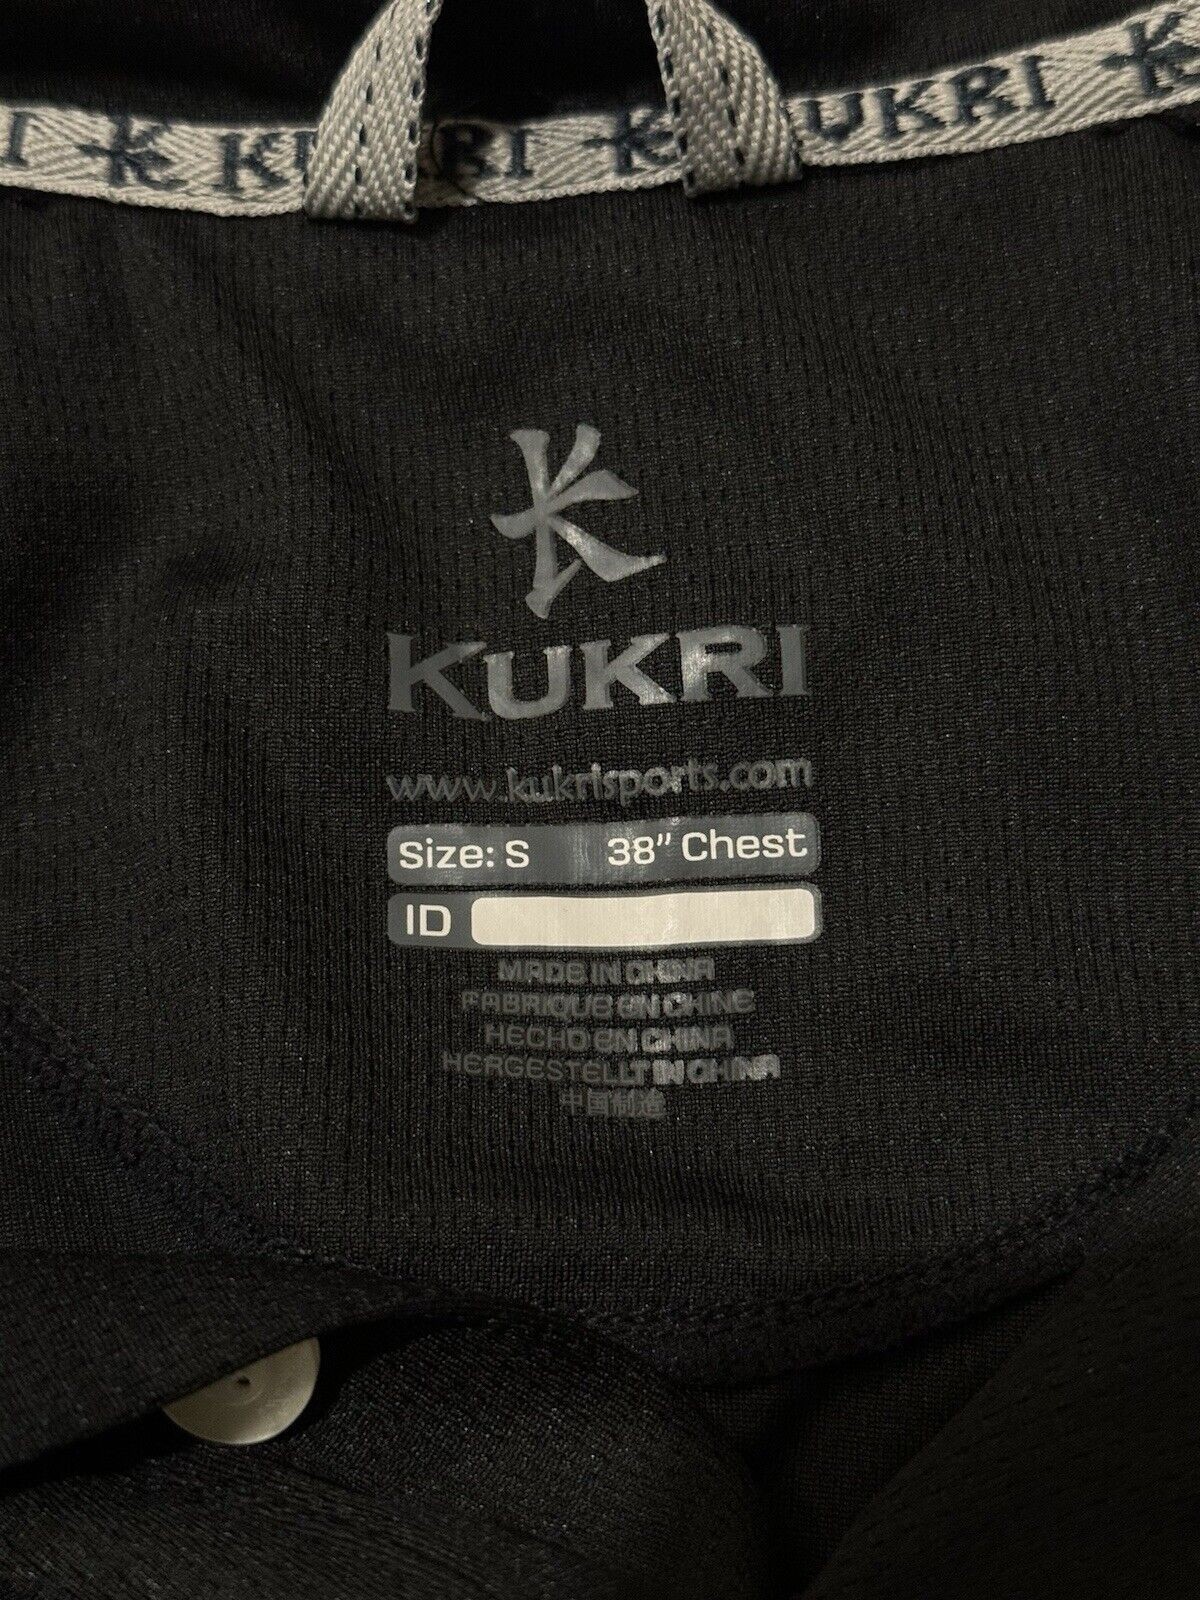 I KUKRI KUKRI
KUKRI
www.kukrisports.com
Size: S 38" Chest
ID
MADE IN CHINA
FABRIQUE EN CHINE
HECHO EN CHINA
HERGESTELLT IN CHINA
中国制造